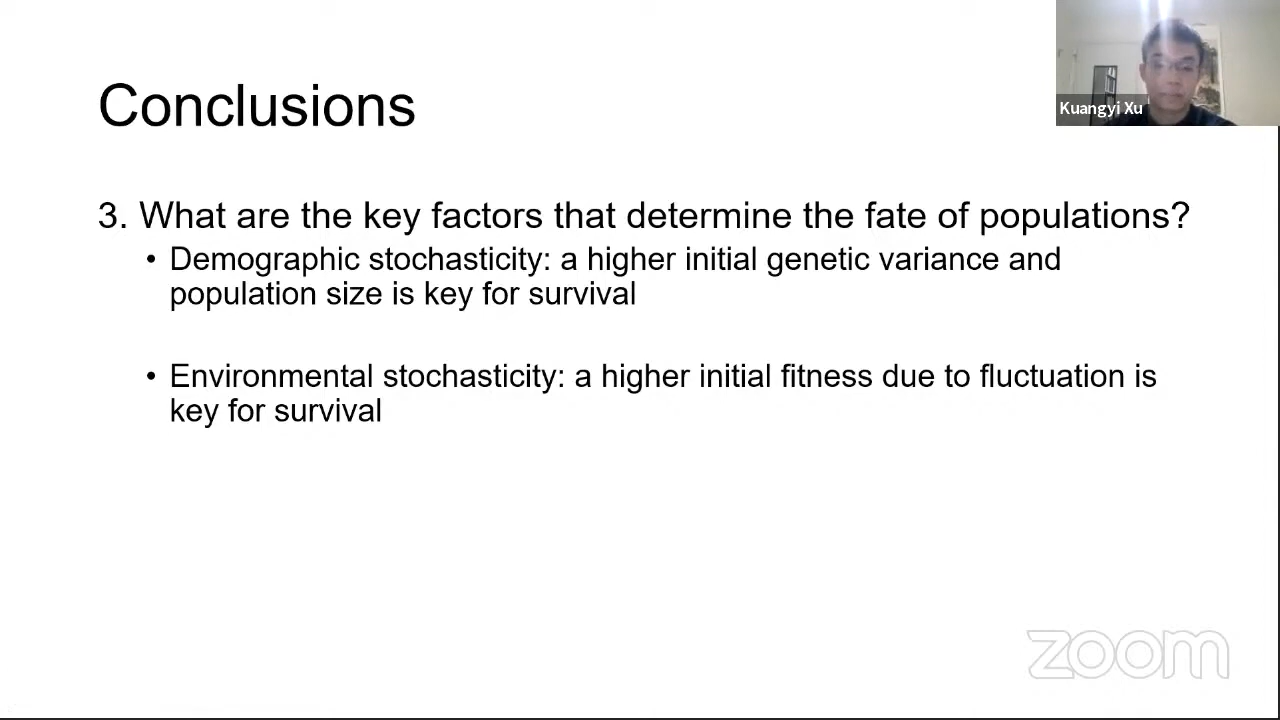 Kuangyi Xu
Conclusions
3. What are the key factors that determine the fate of populations?
• Demographic stochasticity: a higher initial genetic variance and
population size is key for survival
• Environmental stochasticity: a higher initial fitness due to fluctuation is
key for survival
zoom